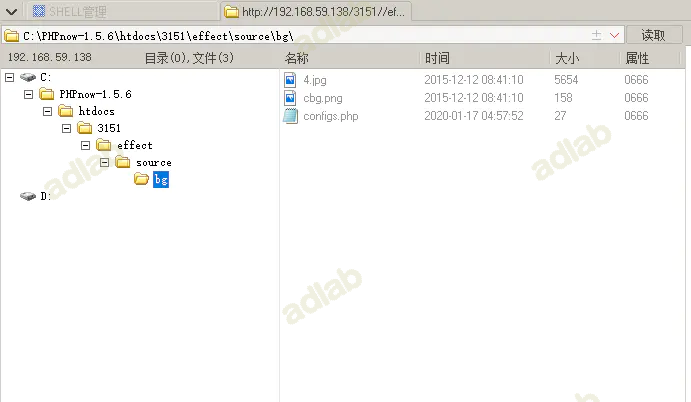 SHELL管理 http://192.168.59.138/3151//ef...
C:\PHPnow-1.5.6\htdocs\3151\effect\source\bg\ 读取
192.168.59.138 目录(0),文件(3) 名称 时间 大小 属性
C:
PHPnow-1.5.6
htdocs
3151
effect
source
bg
D:
4.jpg 2015-12-12 08:41:10 5654 0666
cbg.png 2015-12-12 08:41:10 158 0666
configs.php 2020-01-17 04:57:52 27 0666
adlab
adlab
adlab
adlab
adlab